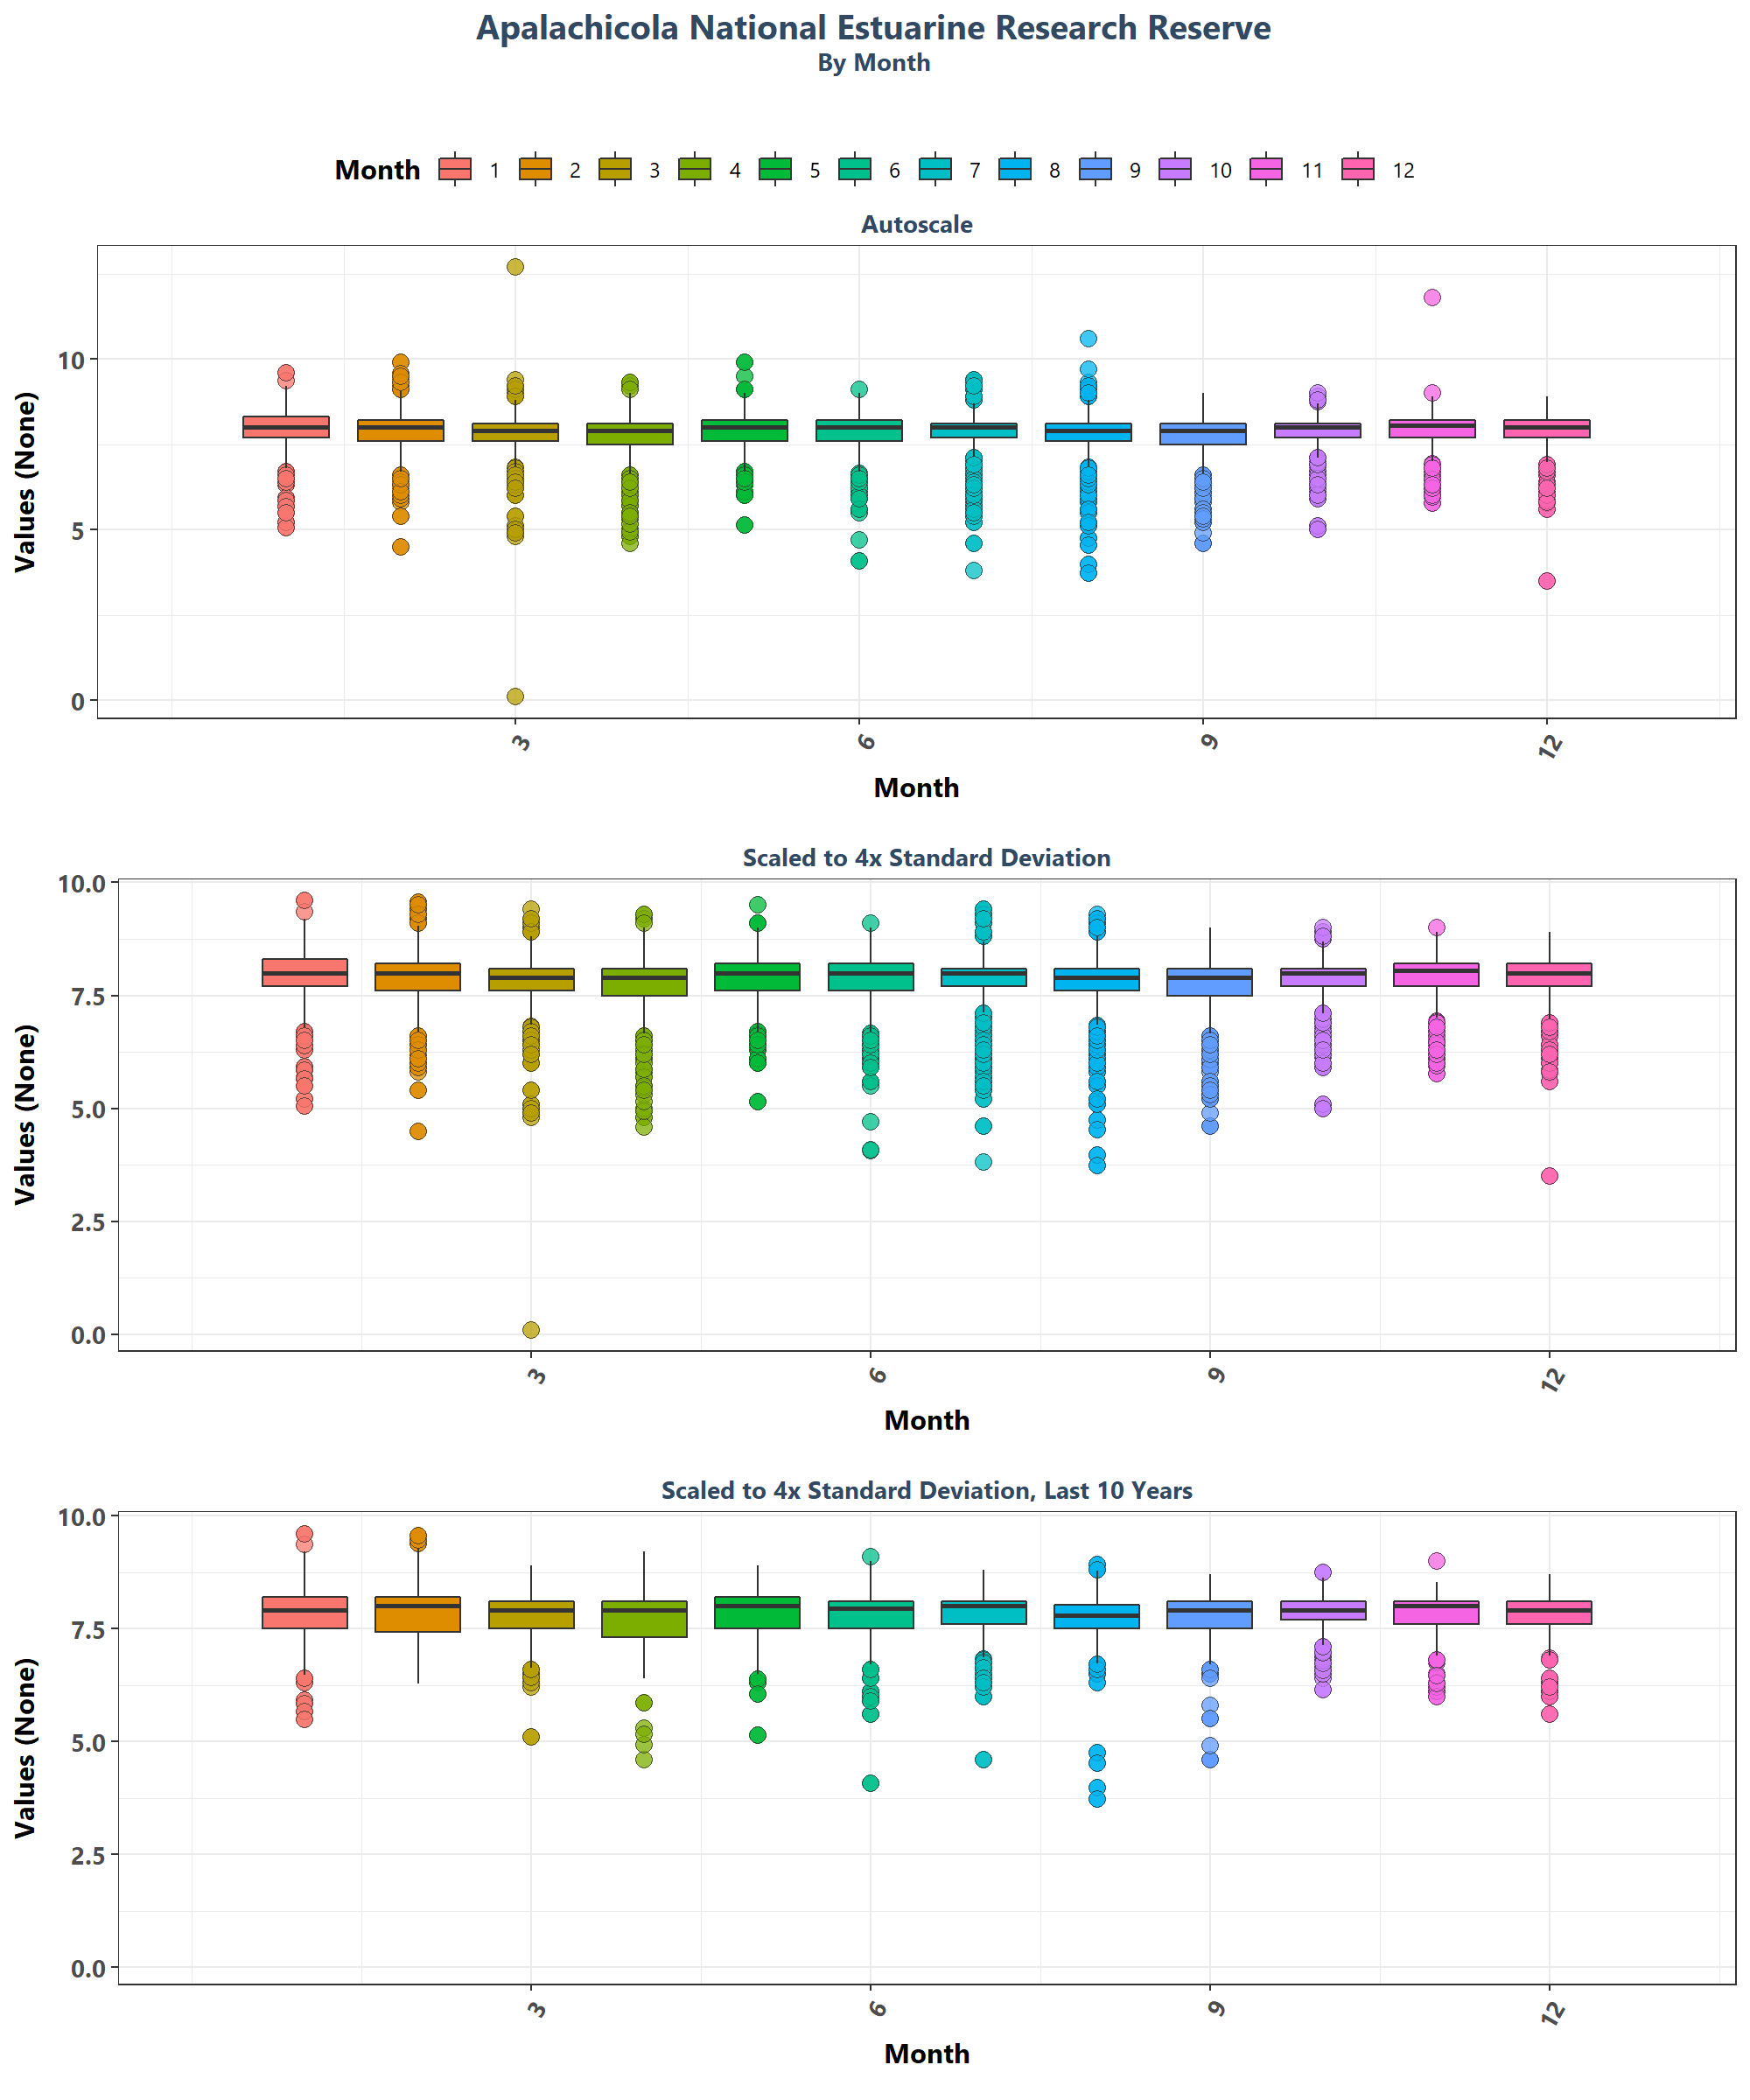 Apalachicola National Estuarine Research Reserve
By Month
Month 1 2 3 4 5 6 7 8 9 10 11 12
Autoscale
Values (None)
10
5
0
3 6 9 12
Month
Scaled to 4x Standard Deviation
Values (None)
10.0
7.5
5.0
2.5
0.0
3 6 9 12
Month
Scaled to 4x Standard Deviation, Last 10 Years
Values (None)
10.0
7.5
5.0
2.5
0.0
3 6 9 12
Month